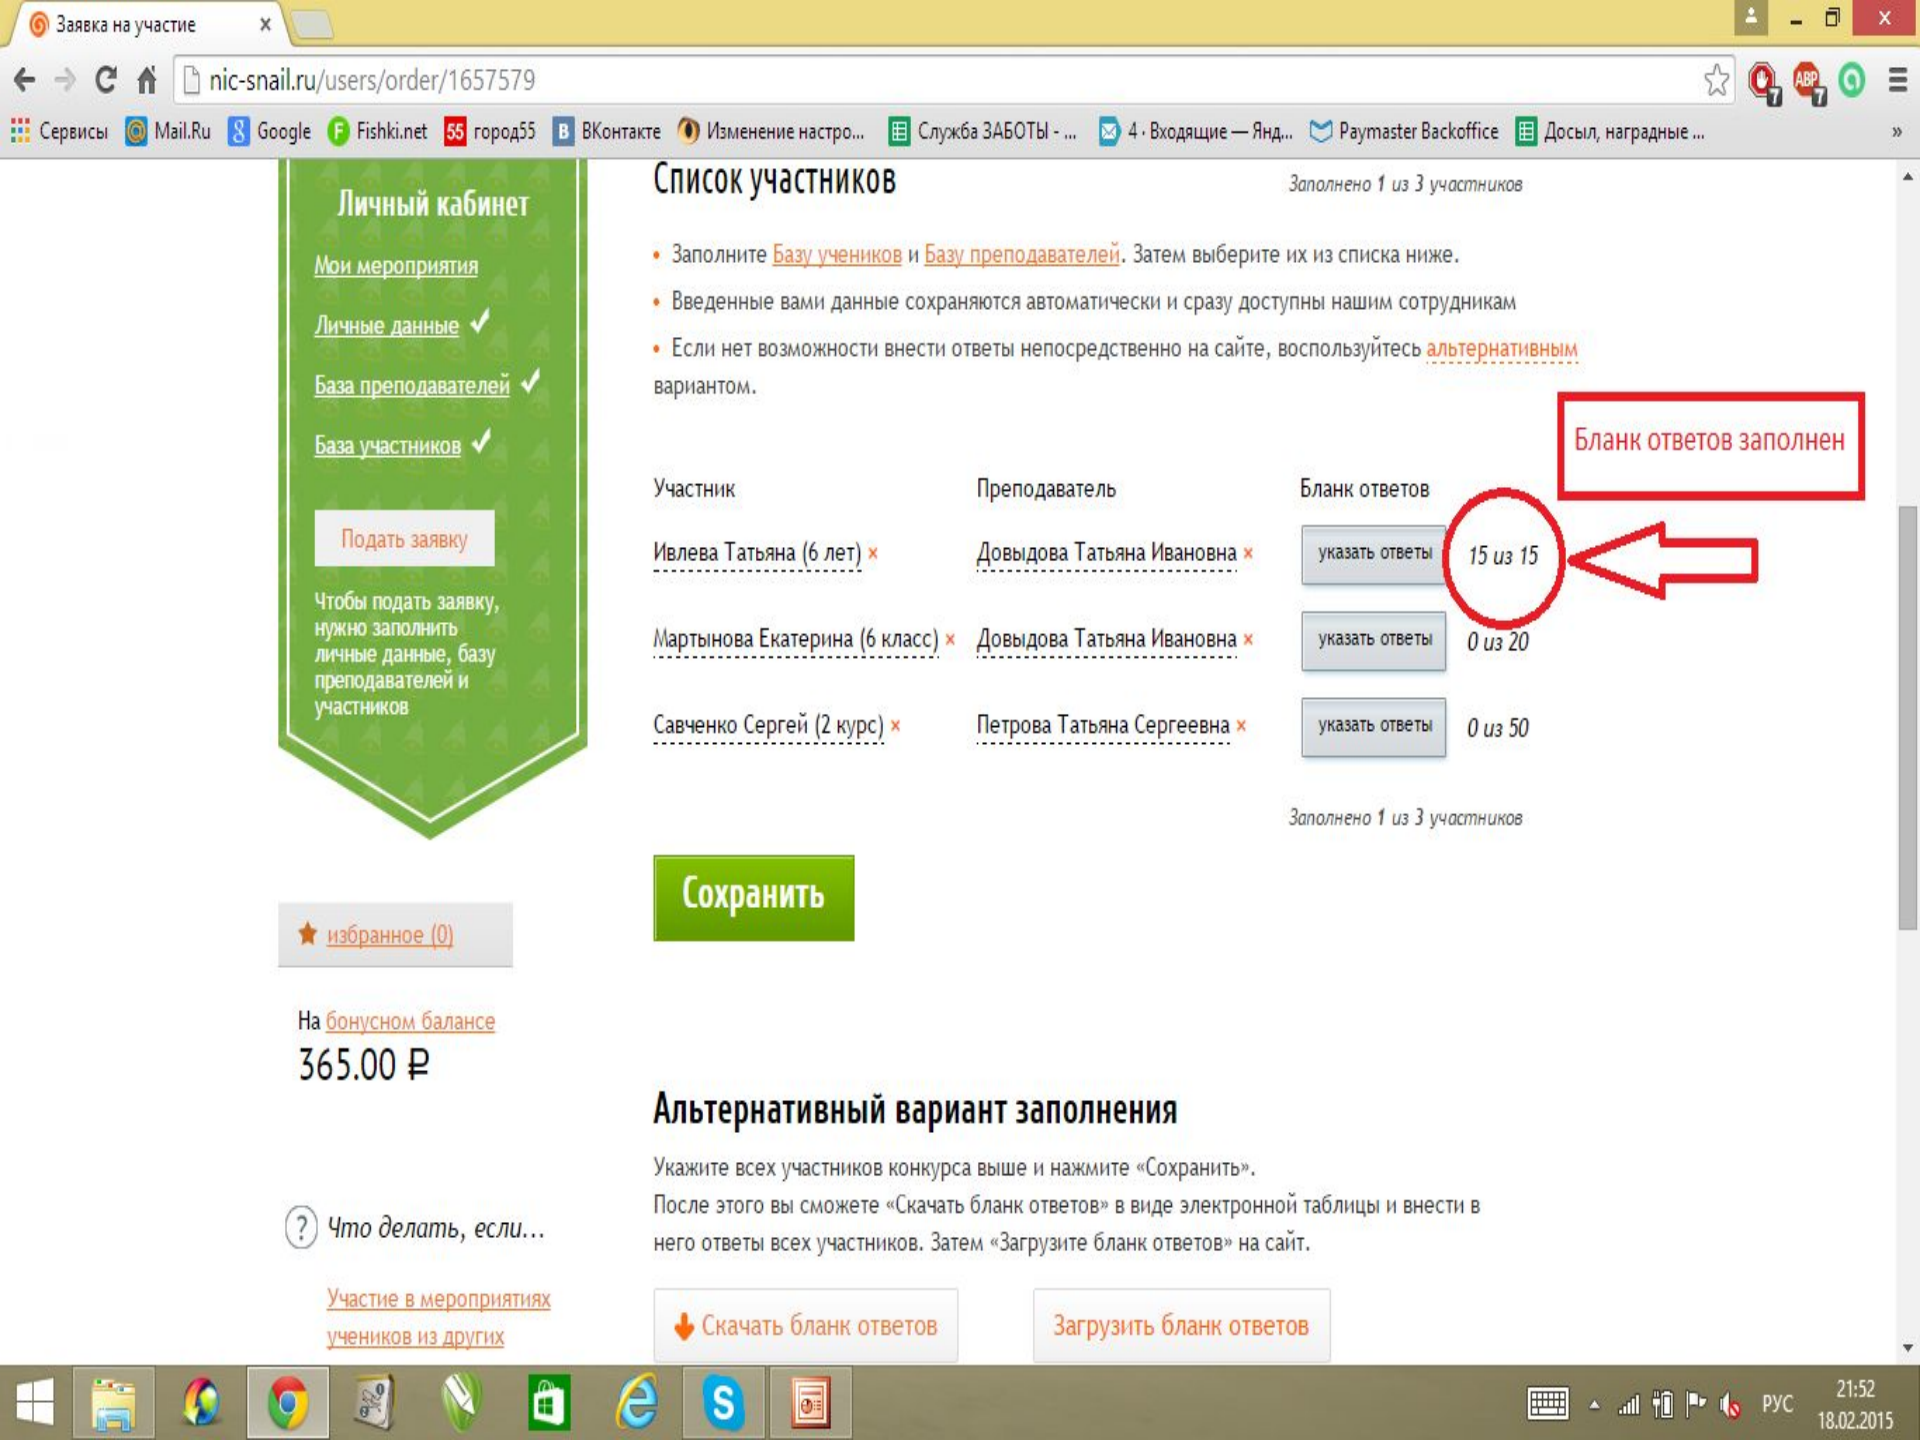 Заявка на участие
nic-snail.ru/users/order/1657579
Сервисы Mail.Ru Google Fishki.net 55 город55 ВКонтакте Изменение настро... Служба ЗАБОТЫ - ... 4 · Входящие — Янд... Paymaster Backoffice Досыл, наградные ... »
Личный кабинет
Мои мероприятия
Личные данные
База преподавателей
База участников
Подать заявку
Чтобы подать заявку,
нужно заполнить
личные данные, базу
преподавателей и
участников
избранное (0)
На бонусном балансе
365.00 ₽
? Что делать, если...
Участие в мероприятиях
учеников из других
Список участников
Заполнено 1 из 3 участников
• Заполните Базу учеников и Базу преподавателей. Затем выберите их из списка ниже.
• Введенные вами данные сохраняются автоматически и сразу доступны нашим сотрудникам
• Если нет возможности внести ответы непосредственно на сайте, воспользуйтесь альтернативным
вариантом.
Бланк ответов заполнен
Участник Преподаватель Бланк ответов
Ивлева Татьяна (6 лет) × Довыдова Татьяна Ивановна × указать ответы 15 из 15
Мартынова Екатерина (6 класс) × Довыдова Татьяна Ивановна × указать ответы 0 из 20
Савченко Сергей (2 курс) × Петрова Татьяна Сергеевна × указать ответы 0 из 50
Заполнено 1 из 3 участников
Сохранить
Альтернативный вариант заполнения
Укажите всех участников конкурса выше и нажмите «Сохранить».
После этого вы сможете «Скачать бланк ответов» в виде электронной таблицы и внести в
него ответы всех участников. Затем «Загрузите бланк ответов» на сайт.
Скачать бланк ответов Загрузить бланк ответов
РУС
21:52
18.02.2015